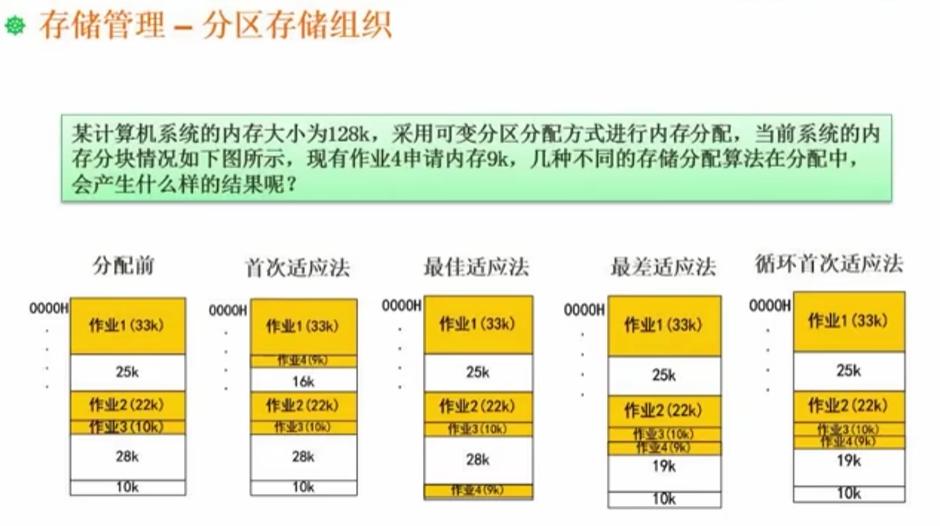 存储管理 – 分区存储组织
某计算机系统的内存大小为128k，采用可变分区分配方式进行内存分配，当前系统的内
存分块情况如下图所示，现有作业4申请内存9k，几种不同的存储分配算法在分配中，
会产生什么样的结果呢？
分配前
0000H
作业1(33k)
25k
作业2(22k)
作业3(10k)
28k
10k
首次适应法
0000H
作业1(33k)
作业4(9k)
16k
作业2(22k)
作业3(10k)
28k
10k
最佳适应法
0000H
作业1(33k)
25k
作业2(22k)
作业3(10k)
28k
作业4(9k)
最差适应法
0000H
作业1(33k)
25k
作业2(22k)
作业3(10k)
作业4(9k)
19k
10k
循环首次适应法
0000H
作业1(33k)
25k
作业2(22k)
作业3(10k)
作业4(9k)
19k
10k